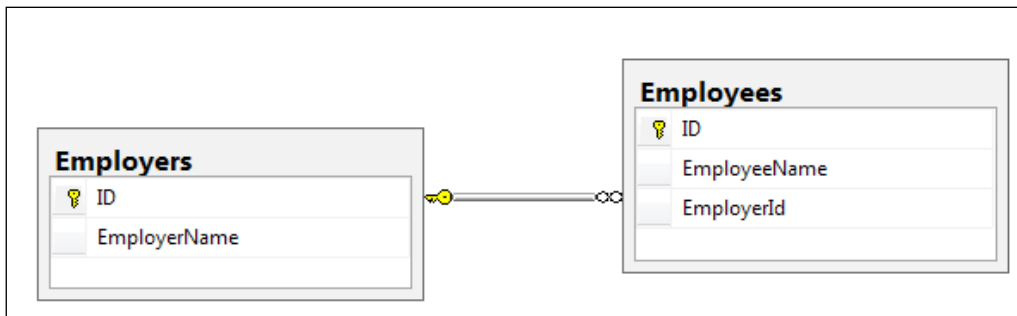 Employers
ID
EmployerName
Employees
ID
EmployeeName
EmployerId